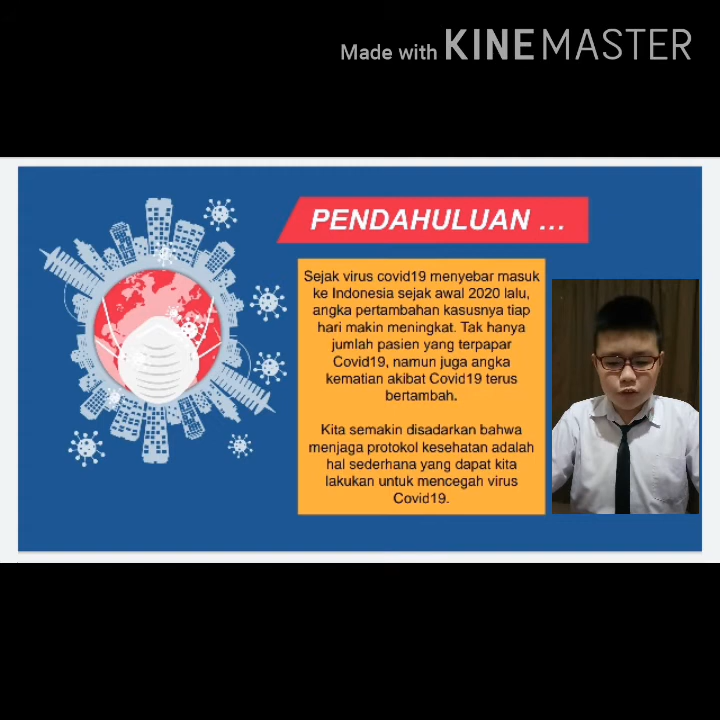 Made with KINEMASTER
PENDAHULUAN ...
Sejak virus covid19 menyebar masuk
ke Indonesia sejak awal 2020 lalu,
angka pertambahan kasusnya tiap
hari makin meningkat. Tak hanya
jumlah pasien yang terpapar
Covid19, namun juga angka
kematian akibat Covid19 terus
bertambah.
Kita semakin disadarkan bahwa
menjaga protokol kesehatan adalah
hal sederhana yang dapat kita
lakukan untuk mencegah virus
Covid19.